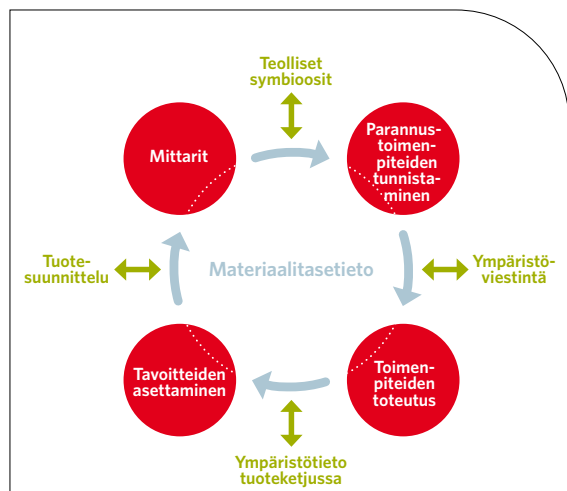 Teolliset
symbioosit
Mittarit
Parannus-
toimen-
piteiden
tunnista-
minen
Tuote-
suunnittelu
Materiaalitasetieto
Ympäristö-
viestintä
Tavoitteiden
asettaminen
Toimen-
piteiden
toteutus
Ympäristötieto
tuoteketjussa